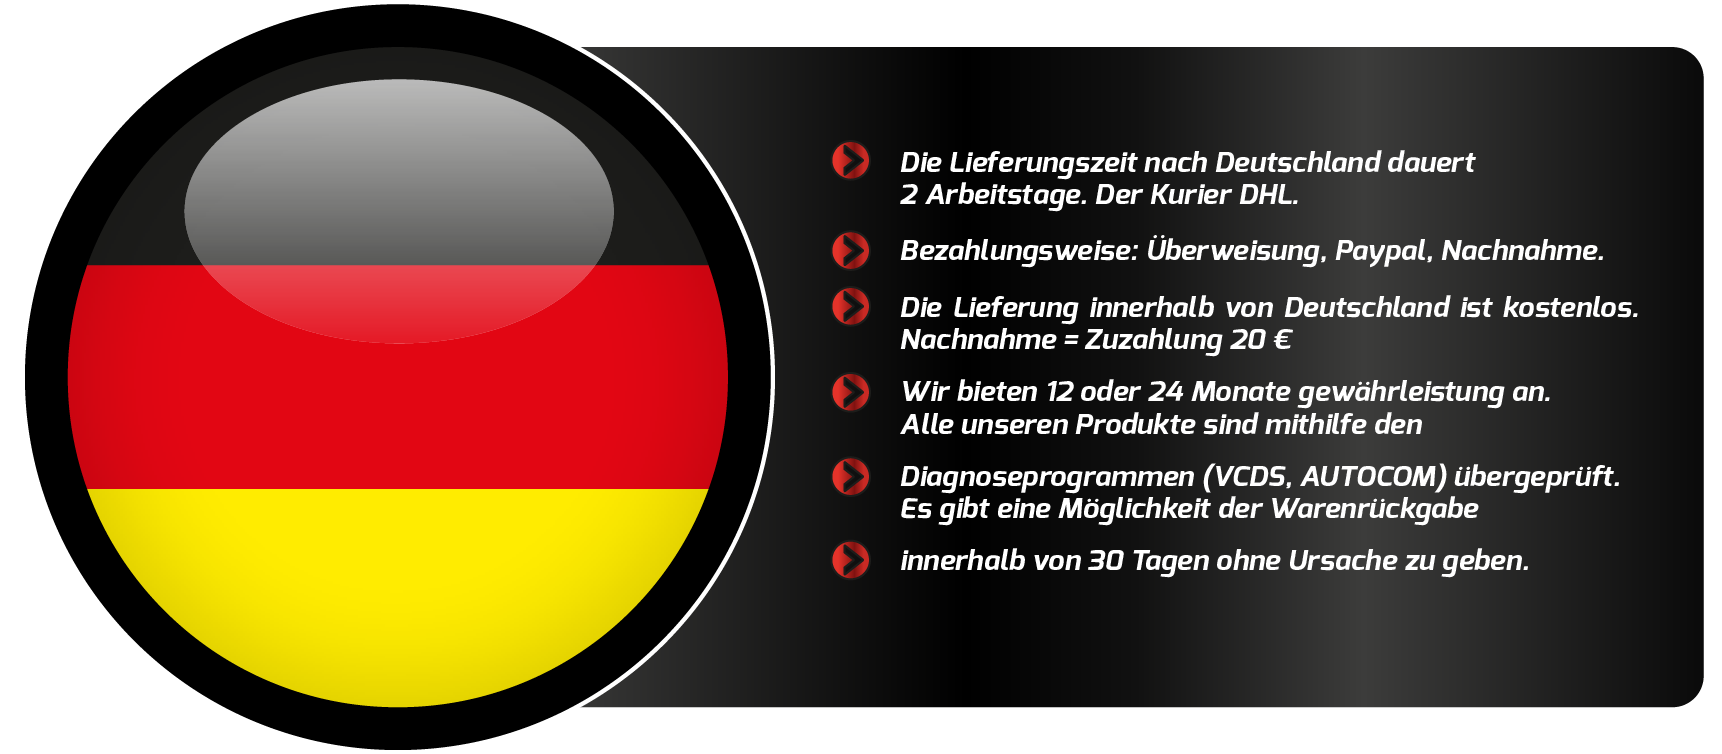 Die Lieferungszeit nach Deutschland dauert
2 Arbeitstage. Der Kurier DHL.
Bezahlungsweise: Überweisung, Paypal, Nachnahme.
Die Lieferung innerhalb von Deutschland ist kostenlos.
Nachnahme = Zuzahlung 20 €
Wir bieten 12 oder 24 Monate gewährleistung an.
Alle unseren Produkte sind mithilfe den
Diagnoseprogrammen (VCDS, AUTOCOM) übergeprüft.
Es gibt eine Möglichkeit der Warenrückgabe
innerhalb von 30 Tagen ohne Ursache zu geben.